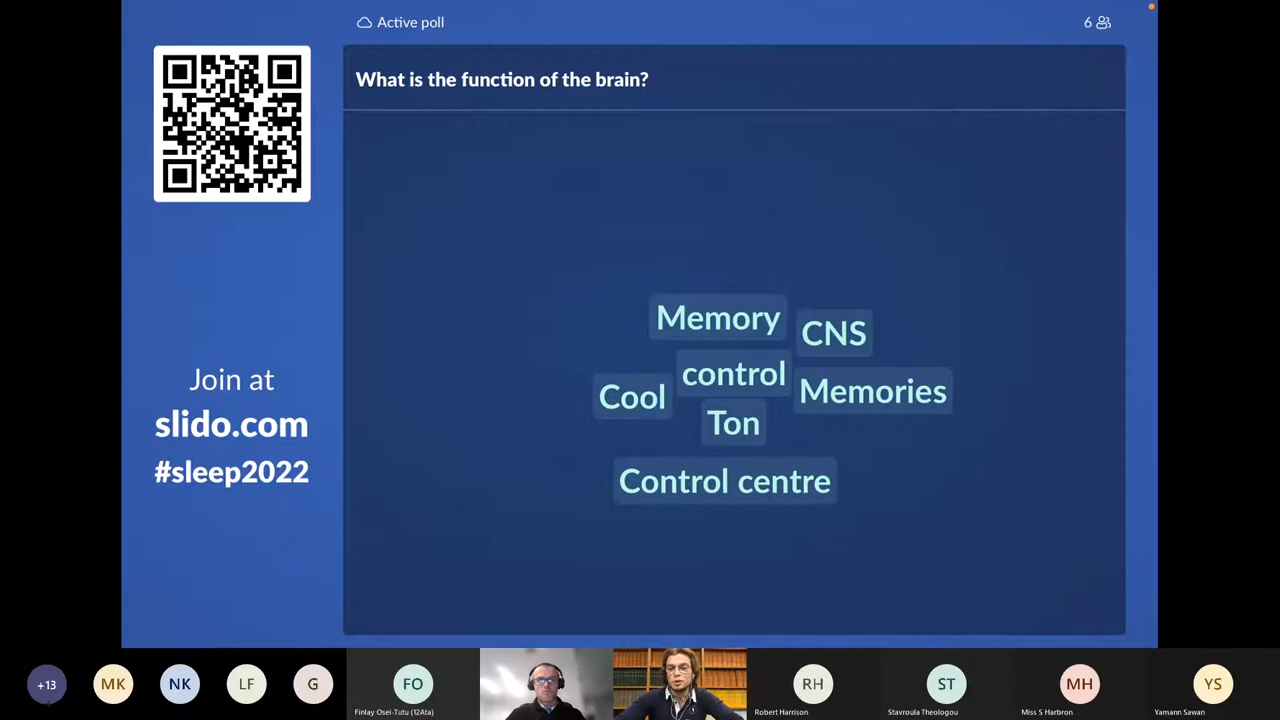 Active poll
6
What is the function of the brain?
Memory
CNS
control
Cool
Memories
Ton
Control centre
Join at
slido.com
#sleep2022
+13
MK
NK
LF
G
FO
RH
ST
MH
YS
Finlay Osei-Tutu (12Ata)
Robert Harrison
Stavroula Theologou
Miss S Harbron
Yamann Sawan